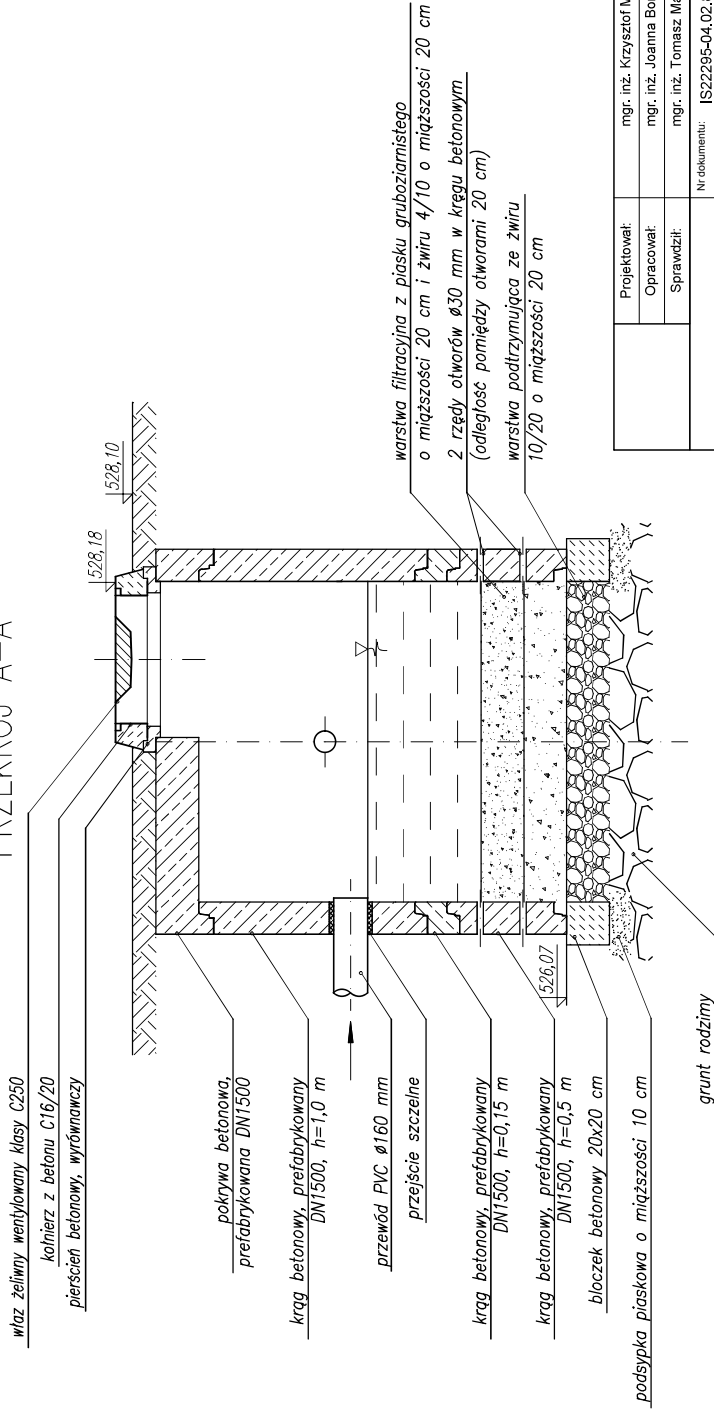 PRZEKRÓJ A-A
właz żeliwny wentylowany klasy C250
kołnierz z betonu C16/20
pierścień betonowy, wyrównawczy
528,18
528,10
pokrywa betonowa,
prefabrykowana DN1500
krąg betonowy, prefabrykowany
DN1500, h=1,0 m
przewód PVC ø160 mm
przejście szczelne
krąg betonowy, prefabrykowany
DN1500, h=0,15 m
krąg betonowy, prefabrykowany
DN1500, h=0,5 m
bloczek betonowy 20x20 cm
podsypka piaskowa o miąższości 10 cm
526,07
grunt rodzimy
warstwa filtracyjna z piasku gruboziarnistego
o miąższości 20 cm i żwiru 4/10 o miąższości 20 cm
2 rzędy otworów ø30 mm w kręgu betonowym
(odległość pomiędzy otworami 20 cm)
warstwa podtrzymująca ze żwiru
10/20 o miąższości 20 cm
Projektował: mgr. inż. Krzysztof M
Opracował: mgr. inż. Joanna
Sprawdził: mgr. inż. Tomasz Ma
Nr dokumentu: IS22295-04.02.